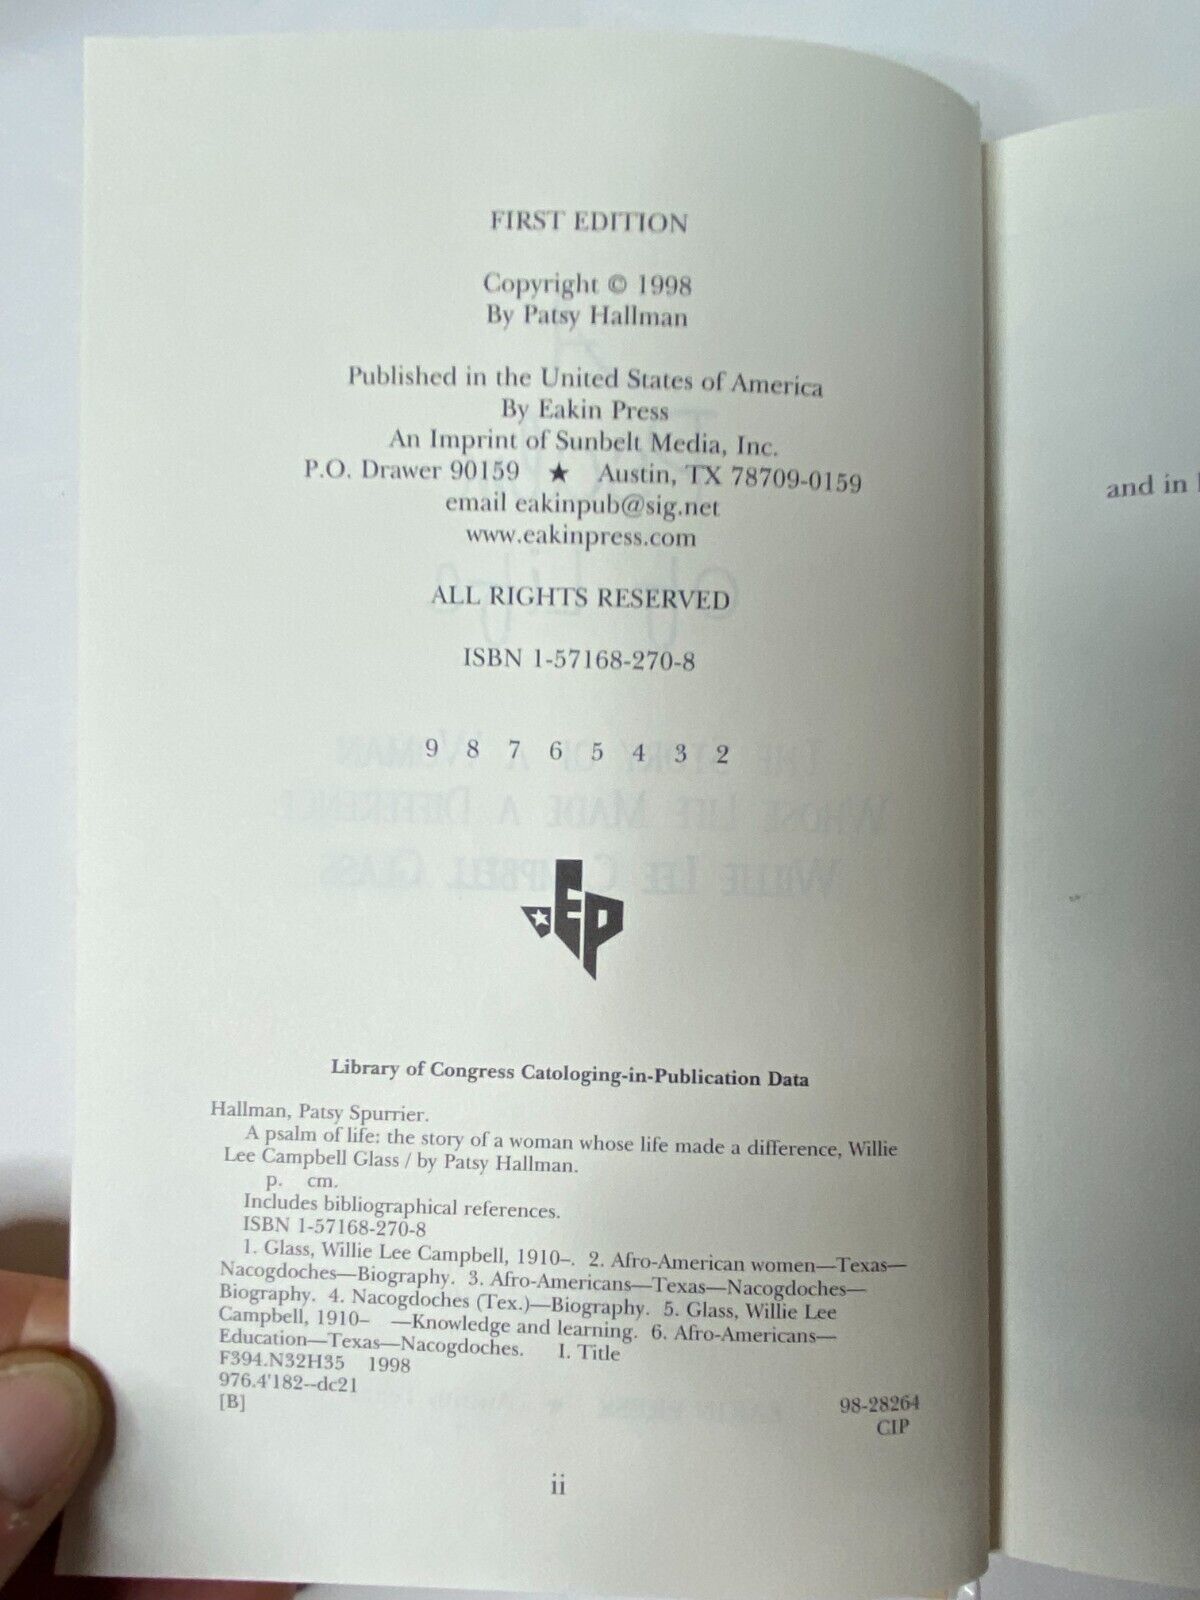 FIRST EDITION
Copyright © 1998
By Patsy Hallman
Published in the United States of America
By Eakin Press
An Imprint of Sunbelt Media, Inc.
P.O. Drawer 90159 ★ Austin, TX 78709-0159
email eakinpub@sig.net
www.eakinpress.com
ALL RIGHTS RESERVED
ISBN 1-57168-270-8
9 8 7 6 5 4 3 2
EP
Library of Congress Catologing-in-Publication Data
Hallman, Patsy Spurrier.
A psalm of life: the story of a woman whose life made a difference, Willie
Lee Campbell Glass / by Patsy Hallman.
p. cm.
Includes bibliographical references.
ISBN 1-57168-270-8
1. Glass, Willie Lee Campbell, 1910–. 2. Afro-American women—Texas—
Nacogdoches—Biography. 3. Afro-Americans—Texas—Nacogdoches—
Biography. 4. Nacogdoches (Tex.)—Biography. 5. Glass, Willie Lee
Campbell, 1910– —Knowledge and learning. 6. Afro-Americans—
Education—Texas—Nacogdoches. I. Title
F394.N32H35 1998
976.4'182--dc21
[B]
98-28264
CIP
ii
and in